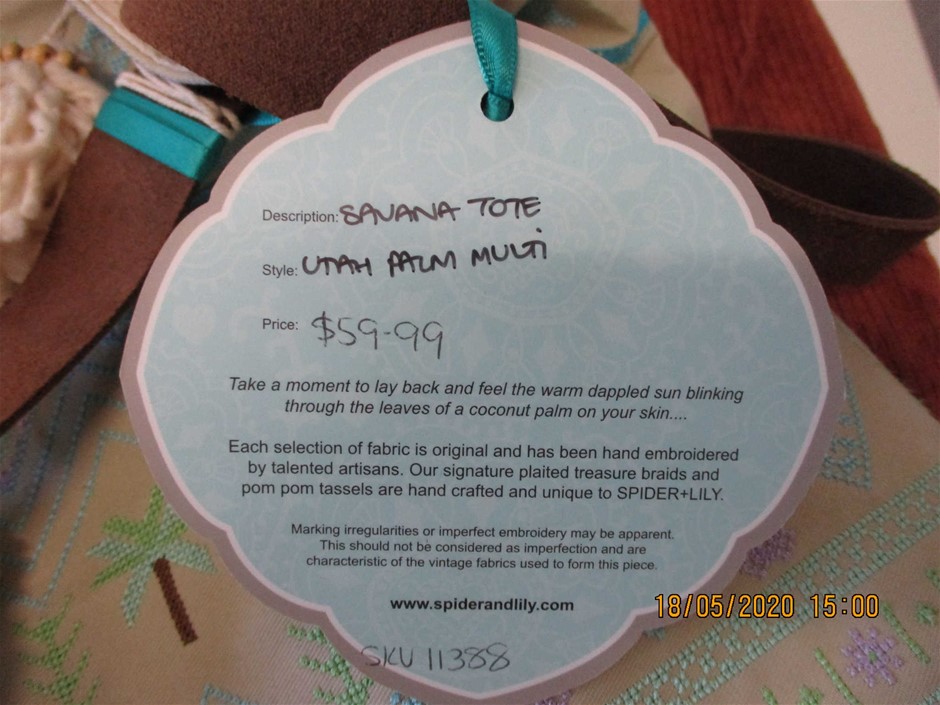 Description: SAVANA TOTE
Style: UTAH PALM MULTi
Price: $59-99
Take a moment to lay back and feel the warm dappled sun blinking
through the leaves of a coconut palm on your skin....
Each selection of fabric is original and has been hand embroidered
by talented artisans. Our signature plaited treasure braids and
pom pom tassels are hand crafted and unique to SPIDER+LILY.
Marking irregularities or imperfect embroidery may be apparent.
This should not be considered as imperfection and are
characteristic of the vintage fabrics used to form this piece.
www.spiderandlily.com
18/05/2020 15:00
SKU 11388